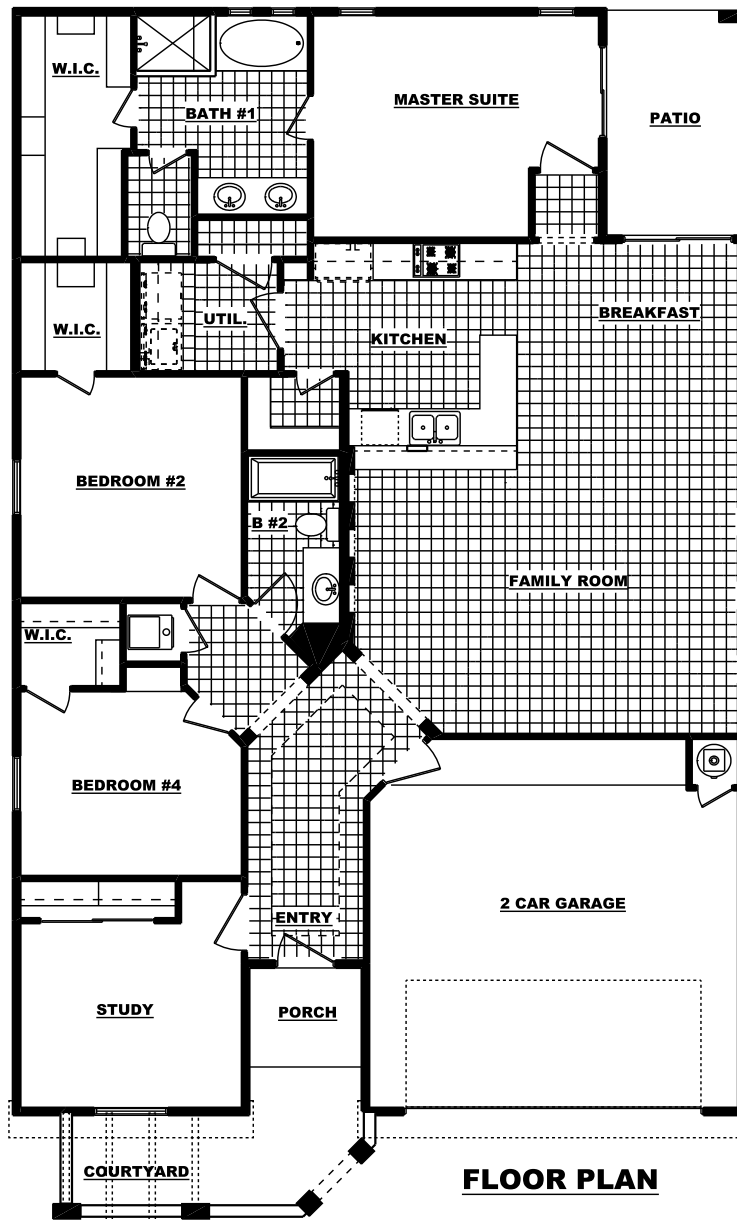 W.I.C.
BATH #1
MASTER SUITE
PATIO
W.I.C.
UTIL.
KITCHEN
BREAKFAST
BEDROOM #2
B #2
FAMILY ROOM
W.I.C.
BEDROOM #4
ENTRY
2 CAR GARAGE
STUDY
PORCH
COURTYARD
FLOOR PLAN